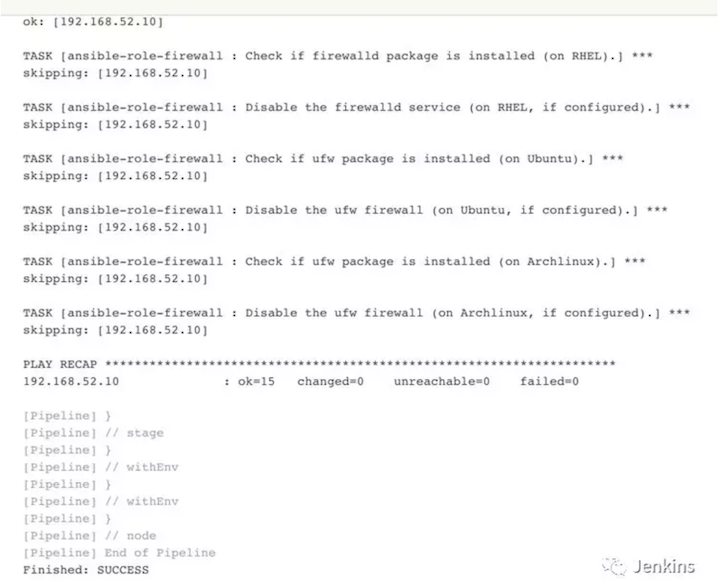 ok: [192.168.52.10]
TASK [ansible-role-firewall : Check if firewalld package is installed (on RHEL).] ***
skipping: [192.168.52.10]
TASK [ansible-role-firewall : Disable the firewalld service (on RHEL, if configured).] ***
skipping: [192.168.52.10]
TASK [ansible-role-firewall : Check if ufw package is installed (on Ubuntu).] ***
skipping: [192.168.52.10]
TASK [ansible-role-firewall : Disable the ufw firewall (on Ubuntu, if configured).] ***
skipping: [192.168.52.10]
TASK [ansible-role-firewall : Check if ufw package is installed (on Archlinux).] ***
skipping: [192.168.52.10]
TASK [ansible-role-firewall : Disable the ufw firewall (on Archlinux, if configured).] ***
skipping: [192.168.52.10]
PLAY RECAP *********************************************************************
192.168.52.10 : ok=15 changed=0 unreachable=0 failed=0
[Pipeline] }
[Pipeline] // stage
[Pipeline] }
[Pipeline] // withEnv
[Pipeline] }
[Pipeline] // withEnv
[Pipeline] }
[Pipeline] // node
[Pipeline] End of Pipeline
Finished: SUCCESS
Jenkins